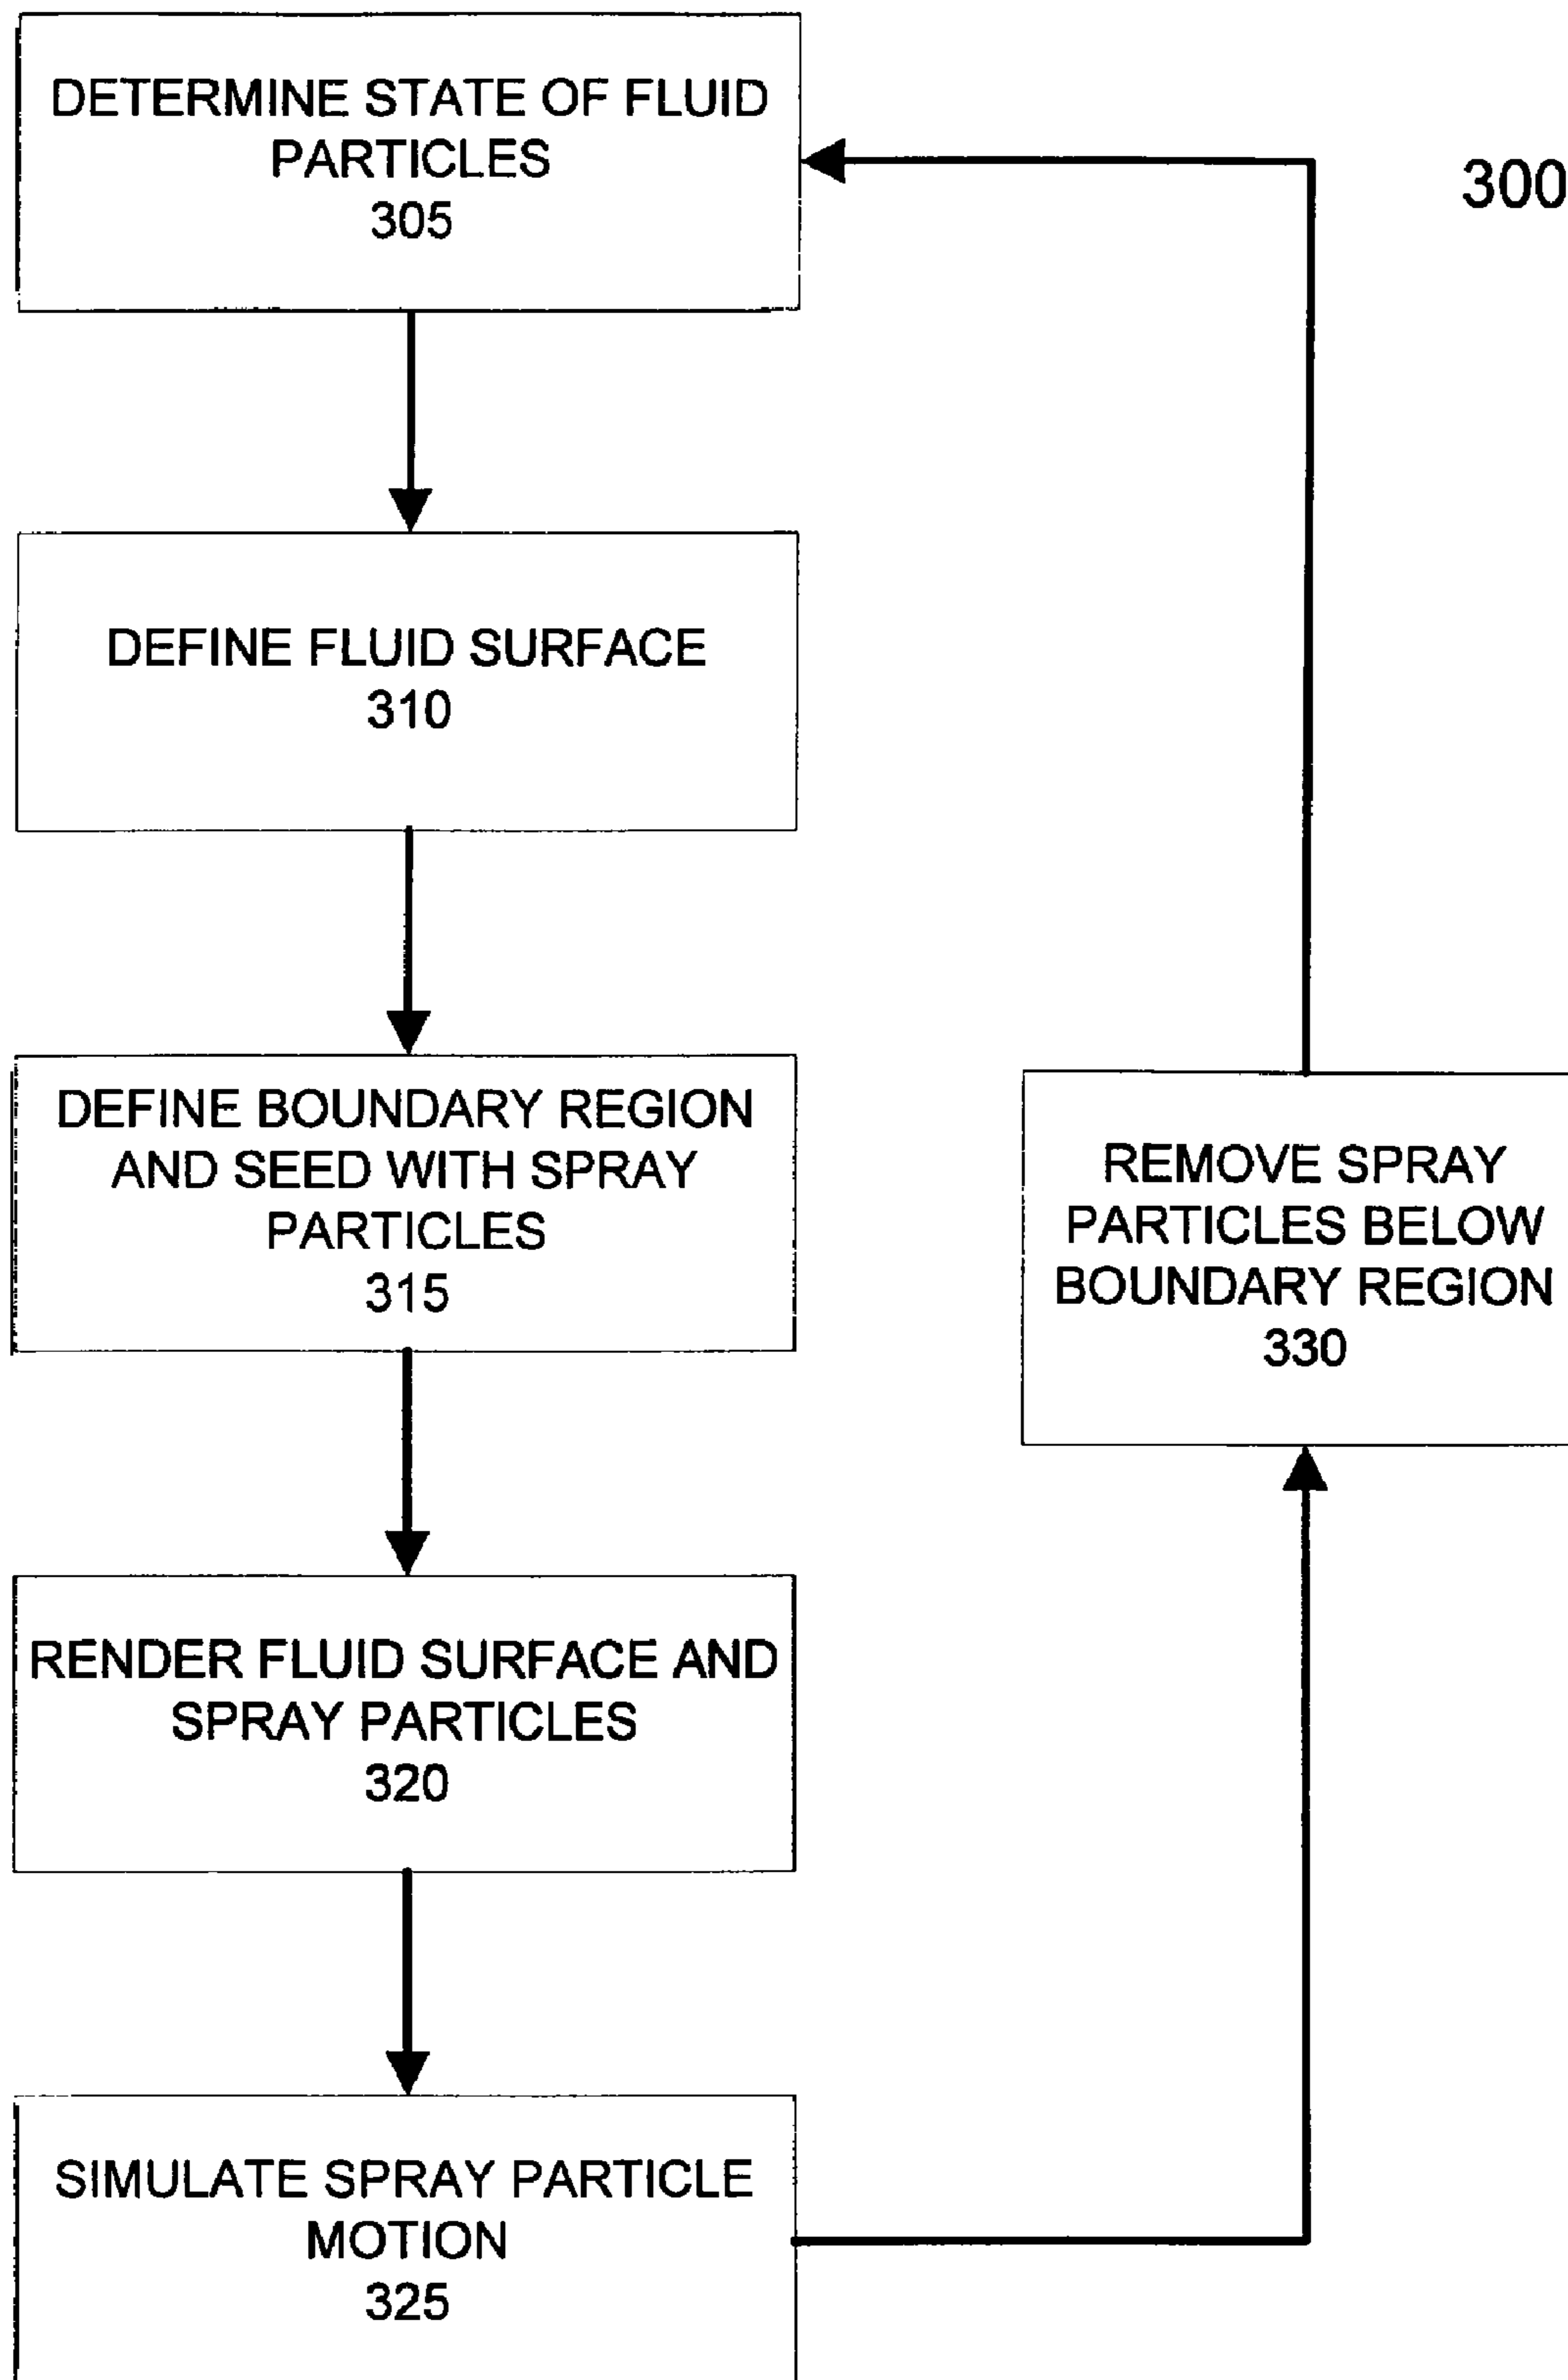 DETERMINE STATE OF FLUID
PARTICLES
305
300
DEFINE FLUID SURFACE
310
DEFINE BOUNDARY REGION
AND SEED WITH SPRAY
PARTICLES
315
REMOVE SPRAY
PARTICLES BELOW
BOUNDARY REGION
330
RENDER FLUID SURFACE AND
SPRAY PARTICLES
320
SIMULATE SPRAY PARTICLE
MOTION
325